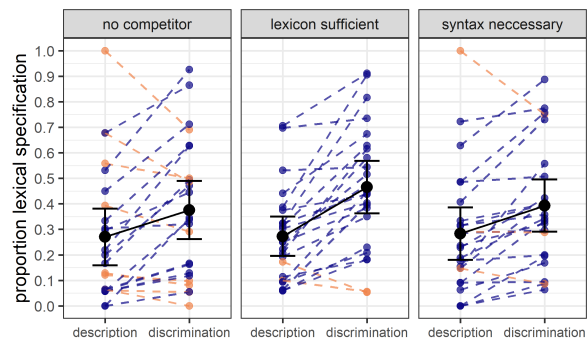 no competitor
lexicon sufficient
syntax neccessary
proportion lexical specification
1.0
0.9
0.8
0.7
0.6
0.5
0.4
0.3
0.2
0.1
0.0
description discrimination
description discrimination
description discrimination